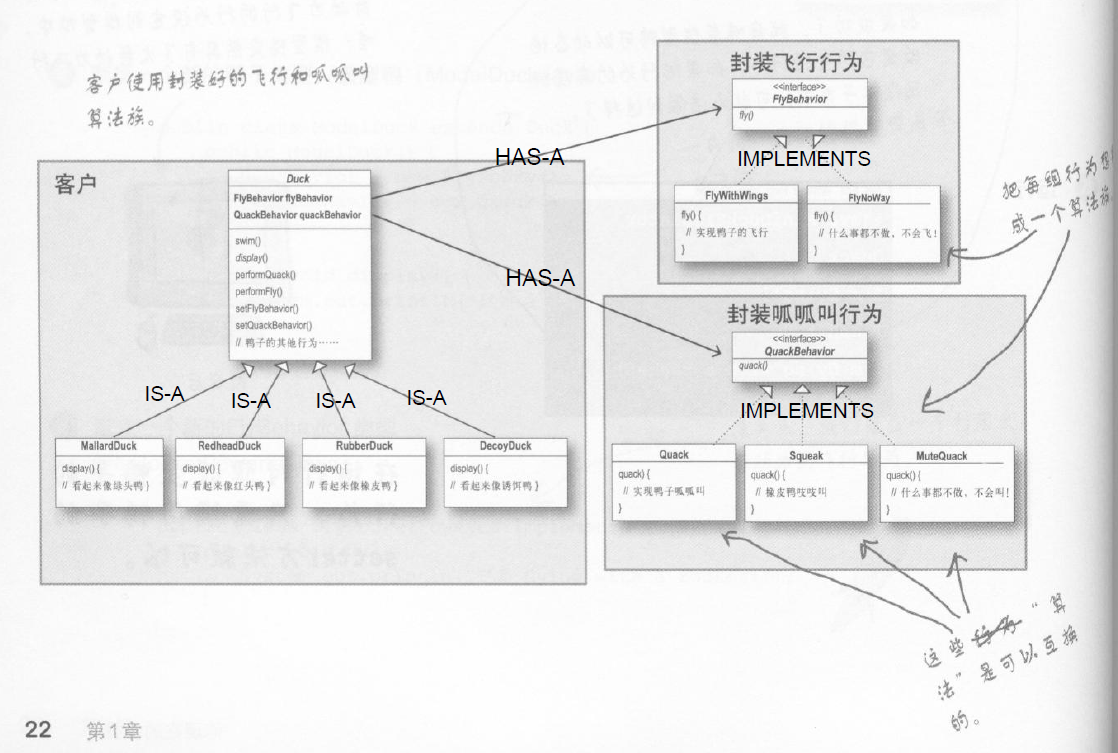 客户使用封装好的飞行和呱呱叫
算法族。
封装飞行行为
<<interface>>
FlyBehavior
fly()
HAS-A
IMPLEMENTS
FlyWithWings
fly() {
// 实现鸭子的飞行
}
FlyNoWay
fly() {
// 什么事都不做，不会飞！
}
把每组行为想
成一个算法族
客户
Duck
FlyBehavior flyBehavior
QuackBehavior quackBehavior
swim()
display()
performQuack()
performFly()
setFlyBehavior()
setQuackBehavior()
// 鸭子的其他行为……
HAS-A
IS-A
IS-A
IS-A
IS-A
MallardDuck
display() {
// 看起来像绿头鸭 }
RedheadDuck
display() {
// 看起来像红头鸭 }
RubberDuck
display() {
// 看起来像橡皮鸭 }
DecoyDuck
display() {
// 看起来像诱饵鸭 }
封装呱呱叫行为
<<interface>>
QuackBehavior
quack()
IMPLEMENTS
Quack
quack) {
// 实现鸭子呱呱叫
}
Squeak
quack() {
// 橡皮鸭吱吱叫
}
MuteQuack
quack() {
// 什么事都不做，不会叫！
}
这些行为“算
法”是可以互换
的。
22 第1章